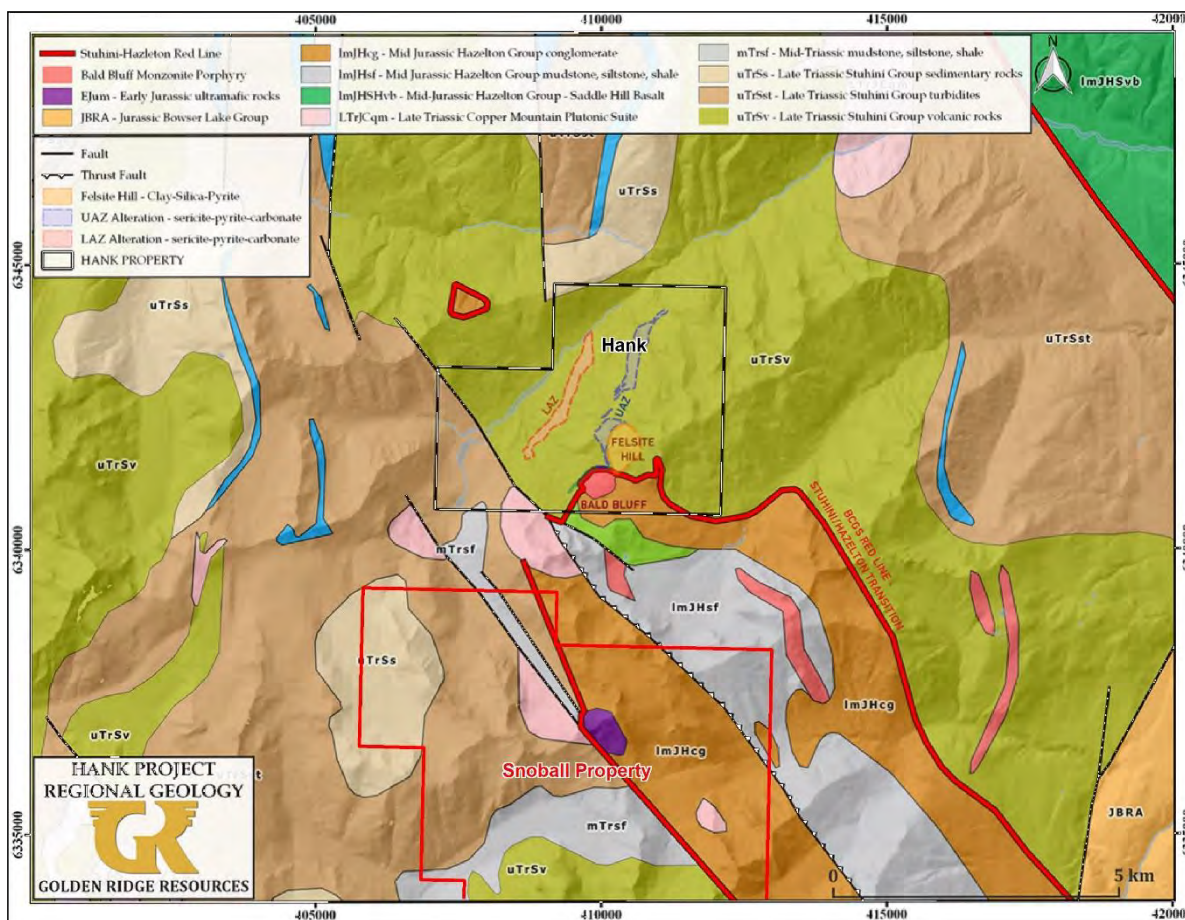 405000
410000
415000
42000
Stuhini-Hazleton Red Line
Bald Bluff Monzonite Porphyry
EJum - Early Jurassic ultramafic rocks
JBRA - Jurassic Bowser Lake Group
lmJHcg - Mid Jurassic Hazelton Group conglomerate
lmJHsf - Mid Jurassic Hazelton Group mudstone, siltstone, shale
lmJHSHvb - Mid-Jurassic Hazelton Group - Saddle Hill Basalt
LTrJCqm - Late Triassic Copper Mountain Plutonic Suite
mTrsf - Mid-Triassic mudstone, siltstone, shale
uTrSs - Late Triassic Stuhini Group sedimentary rocks
uTrSst - Late Triassic Stuhini Group turbidites
uTrSv - Late Triassic Stuhini Group volcanic rocks
N
lmJHSvb
Fault
Thrust Fault
Felsite Hill - Clay-Silica-Pyrite
UAZ Alteration - sericite-pyrite-carbonate
LAZ Alteration - sericite-pyrite-carbonate
HANK PROPERTY
uTrSs
6345000
uTrSs
Hank
uTrSv
uTrSst
LAZ
UAZ
FELSITE
HILL
uTrSv
BALD BLUFF
BCGS RED LINE
STUHINI/HAZELTON TRANSITION
6340000
mTrsf
lmJHsf
uTrSs
lmJHcg
uTrSv
lmJHcg
Snoball Property
mTrsf
uTrSv
JBRA
6335000
HANK PROJECT
REGIONAL GEOLOGY
GR
GOLDEN RIDGE RESOURCES
0
5 km
405000
410000
415000
42000